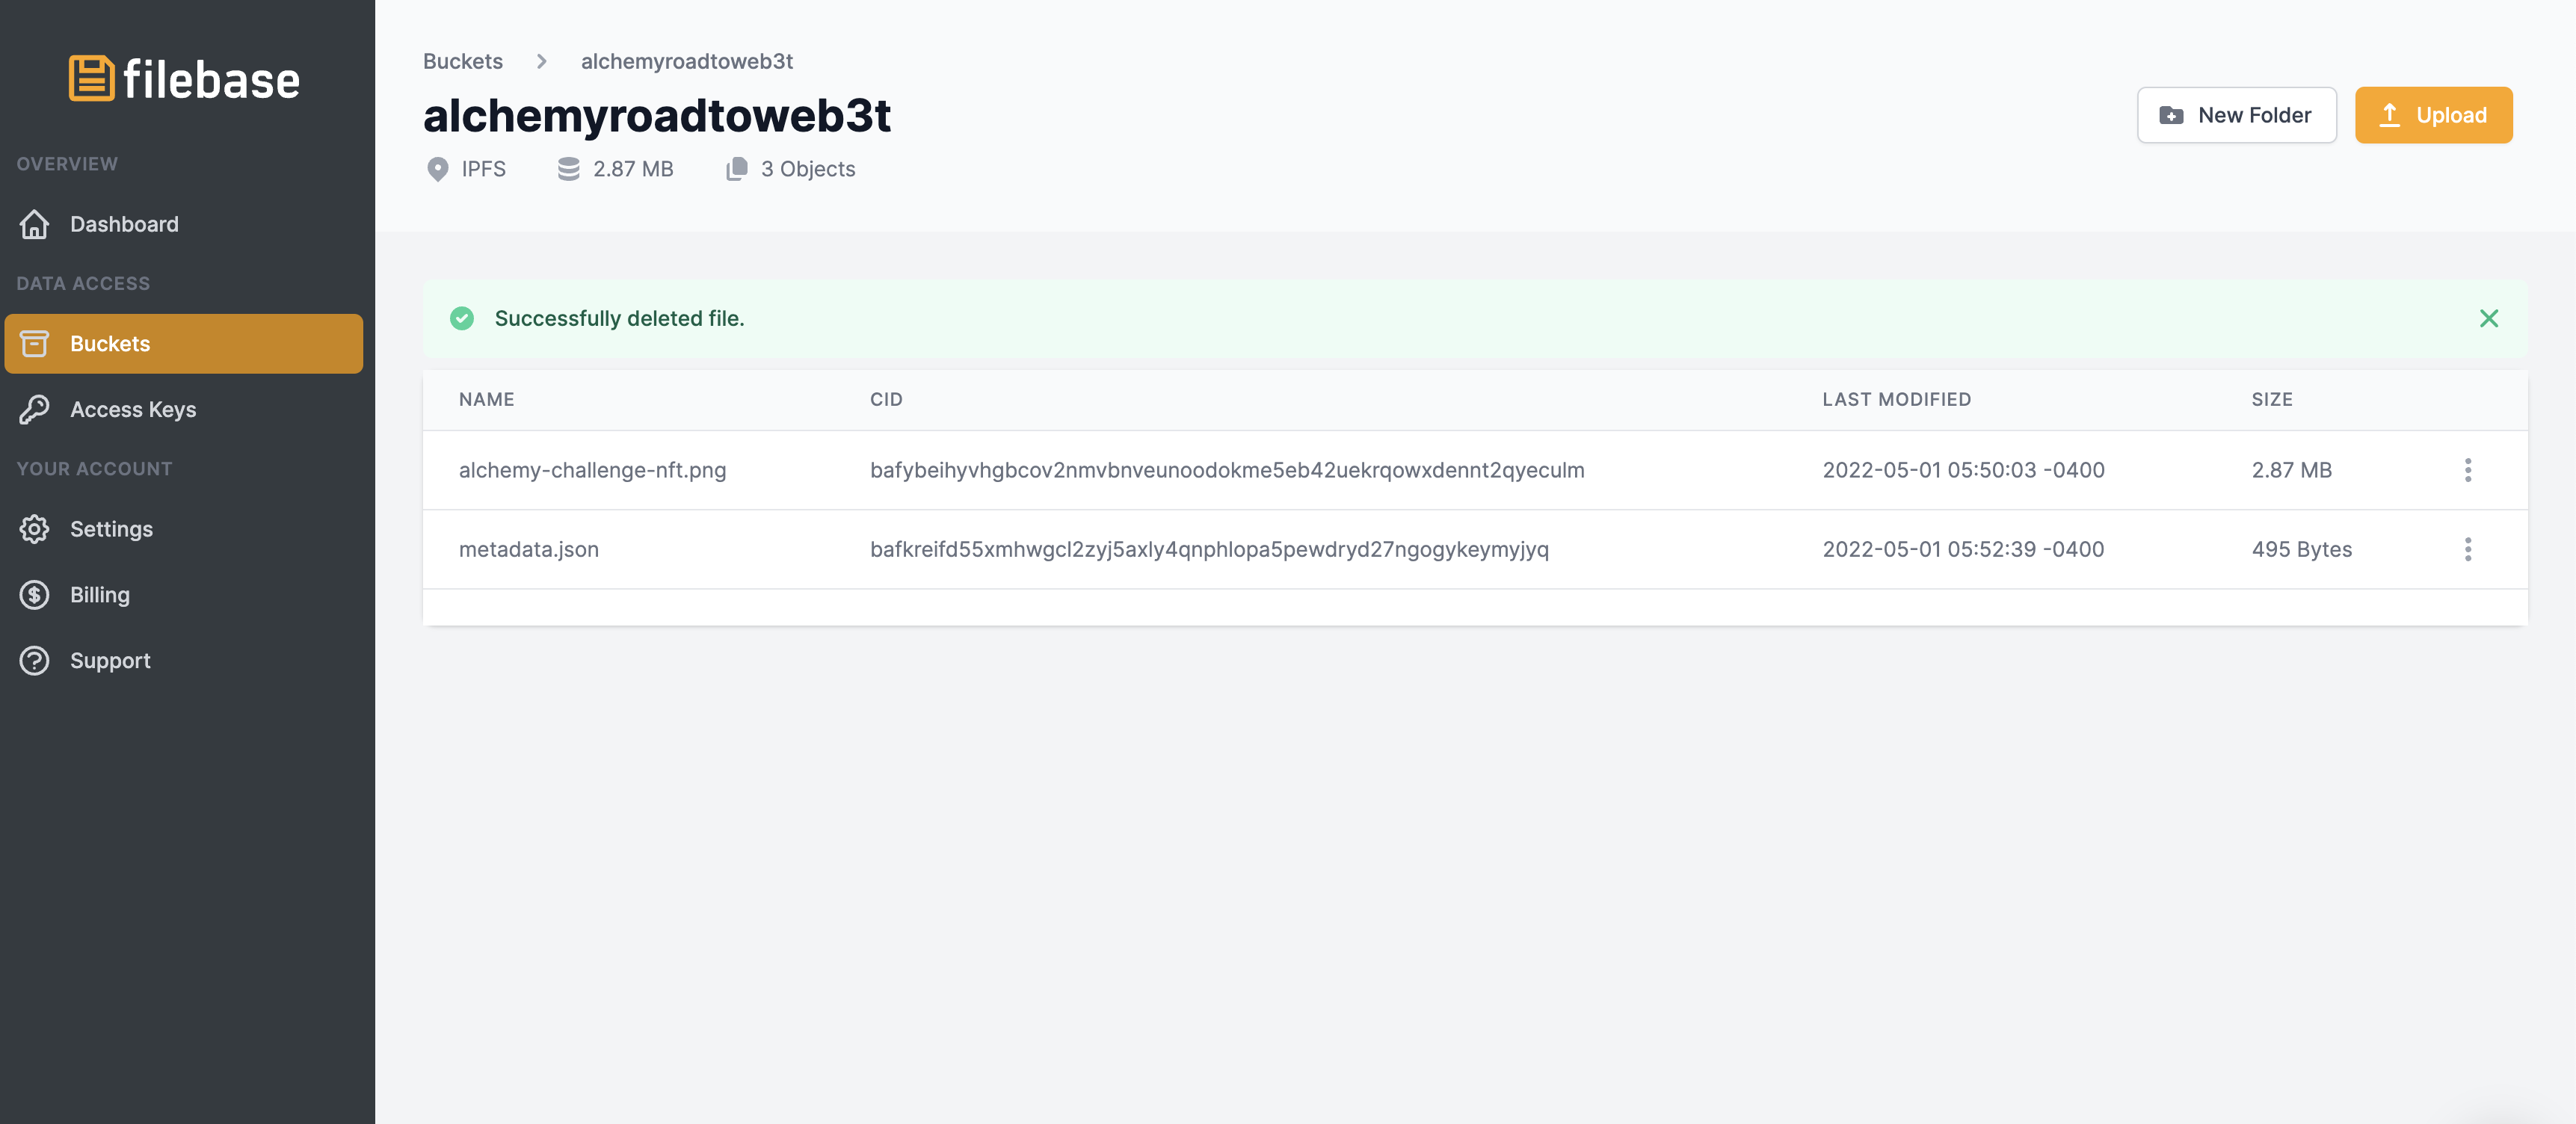 filebase
OVERVIEW
Dashboard
DATA ACCESS
Buckets
Access Keys
YOUR ACCOUNT
Settings
Billing
Support
Buckets > alchemyroadtoweb3t
alchemyroadtoweb3t
IPFS 2.87 MB 3 Objects
New Folder Upload
Successfully deleted file.
NAME CID LAST MODIFIED SIZE
alchemy-challenge-nft.png bafybeihyvhgbcov2nmvbnveunoodokme5eb42uekrqowxdennt2qyeculm 2022-05-01 05:50:03 -0400 2.87 MB
metadata.json bafkreifd55xmhwgcl2zyj5axly4qnphlopa5pewdryd27ngogykeymyjyq 2022-05-01 05:52:39 -0400 495 Bytes